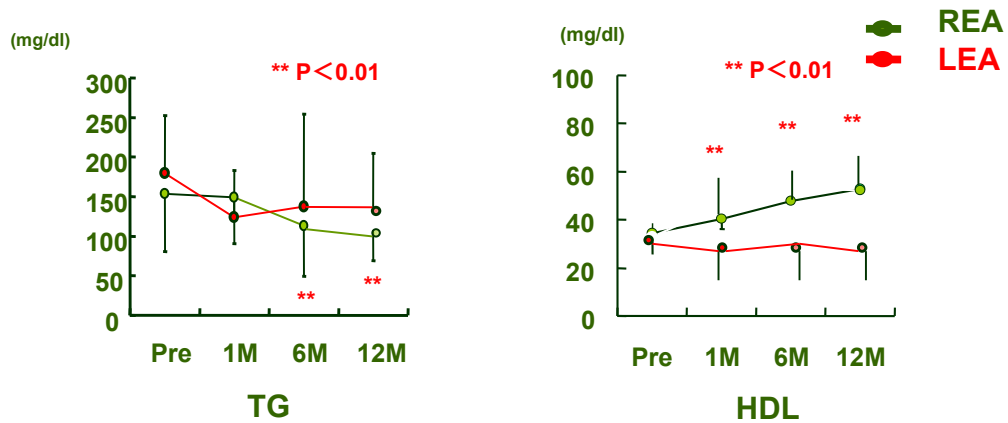 (mg/dl)
** P＜0.01
300
250
200
150
100
50
0
**
**
Pre 1M 6M 12M
TG
(mg/dl)
REA
LEA
** P＜0.01
100
80
60
40
20
0
**
**
**
Pre 1M 6M 12M
HDL